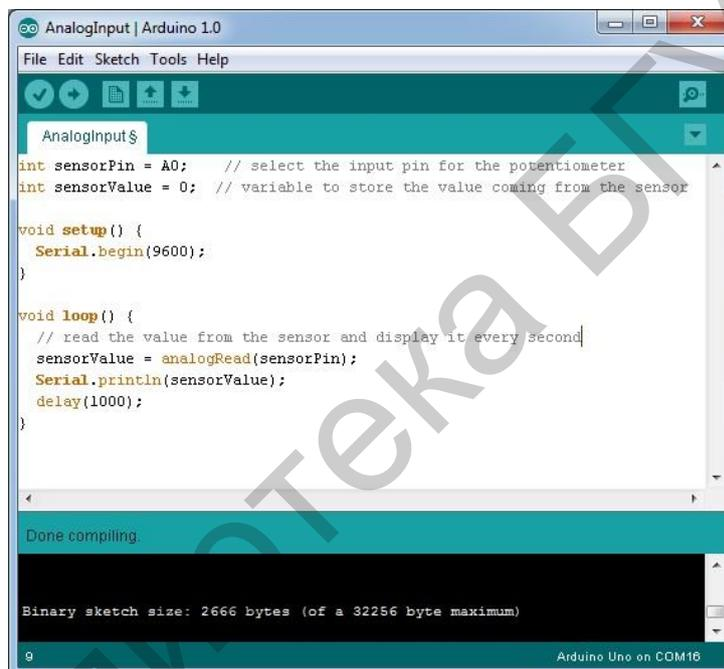 AnalogInput | Arduino 1.0
File Edit Sketch Tools Help
AnalogInput §
int sensorPin = A0;    // select the input pin for the potentiometer
int sensorValue = 0;  // variable to store the value coming from the sensor
void setup() {
  Serial.begin(9600);
}
void loop() {
  // read the value from the sensor and display it every second
  sensorValue = analogRead(sensorPin);
  Serial.println(sensorValue);
  delay(1000);
}
Done compiling.
Binary sketch size: 2666 bytes (of a 32256 byte maximum)
9 Arduino Uno on COM16